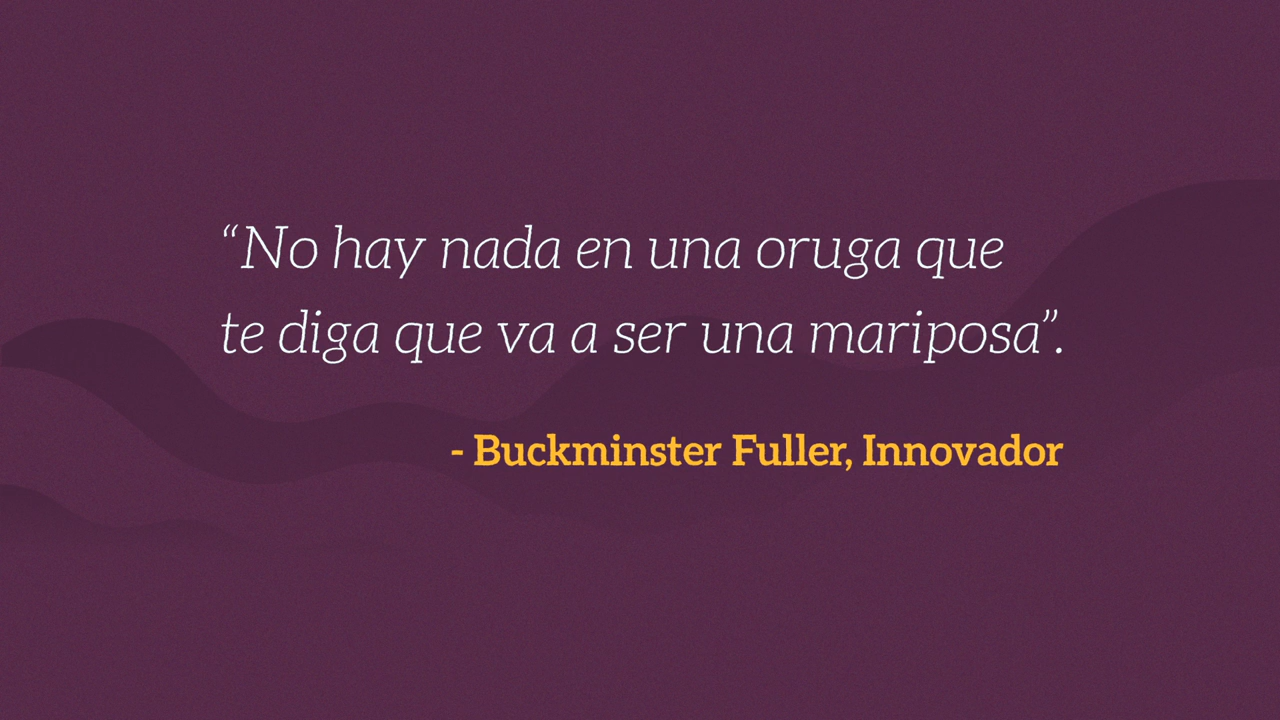 “No hay nada en una oruga que
te diga que va a ser una mariposa”.
- Buckminster Fuller, Innovador